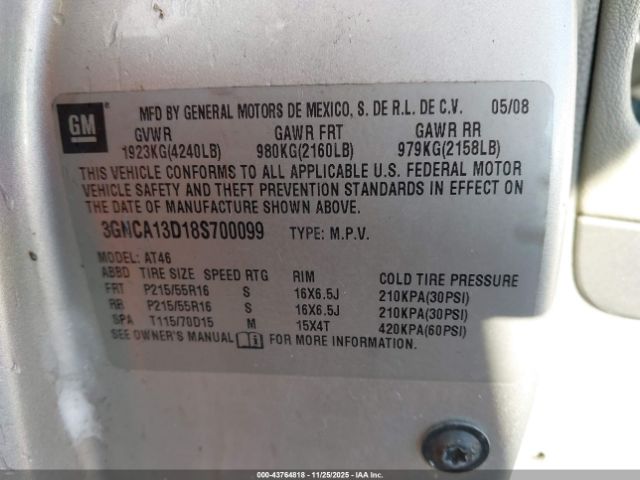 GM
MFD BY GENERAL MOTORS DE MEXICO, S. DE R.L. DE C.V. 05/08
GVWR GAWR FRT GAWR RR
1923KG(4240LB) 980KG(2160LB) 979KG(2158LB)
THIS VEHICLE CONFORMS TO ALL APPLICABLE U.S. FEDERAL MOTOR
VEHICLE SAFETY AND THEFT PREVENTION STANDARDS IN EFFECT ON
THE DATE OF MANUFACTURE SHOWN ABOVE.
3GNCA13D18S700099 TYPE: M.P.V.
MODEL: AT46
ABBD TIRE SIZE SPEED RTG RIM COLD TIRE PRESSURE
FRT P215/55R16 S 16X6.5J 210KPA(30PSI)
RR P215/55R16 S 16X6.5J 210KPA(30PSI)
SPA T115/70D15 M 15X4T 420KPA(60PSI)
SEE OWNER'S MANUAL FOR MORE INFORMATION.
000-43764818 - 11/25/2025 - IAAI.CA